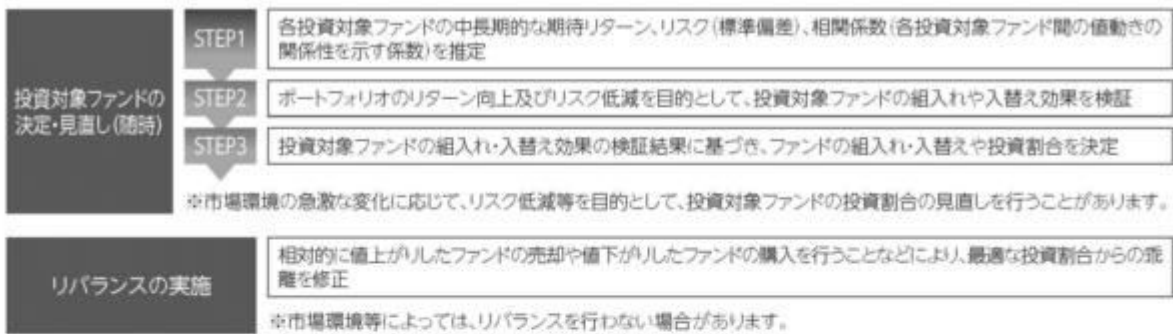 投資対象ファンドの
決定・見直し(随時)
STEP1
各投資対象ファンドの中長期的な期待リターン、リスク(標準偏差)、相関係数(各投資対象ファンド間の値動きの
関係性を示す係数)を推定
STEP2
ポートフォリオのリターン向上及びリスク低減を目的として、投資対象ファンドの組入れや入替え効果を検証
STEP3
投資対象ファンドの組入れ・入替え効果の検証結果に基づき、ファンドの組入れ・入替えや投資割合を決定
※市場環境の急激な変化に応じて、リスク低減等を目的として、投資対象ファンドの投資割合の見直しを行うことがあります。
リバランスの実施
相対的に値上がりしたファンドの売却や値下がりしたファンドの購入を行うことなどにより、最適な投資割合からの乖
離を修正
※市場環境等によっては、リバランスを行わない場合があります。